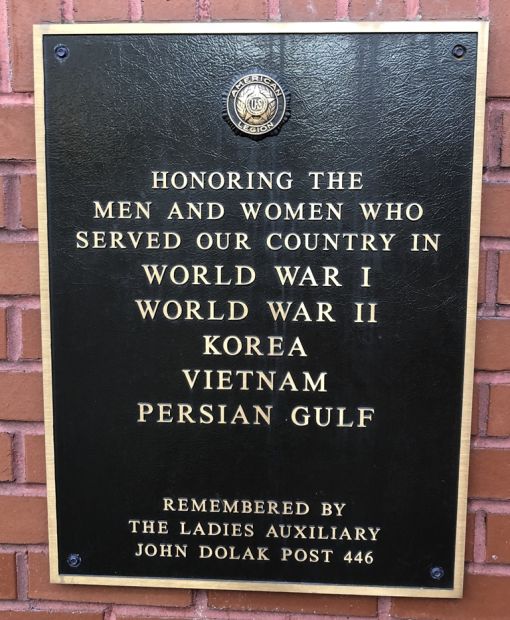 AMERICAN
US
LEGION
HONORING THE
MEN AND WOMEN WHO
SERVED OUR COUNTRY IN
WORLD WAR I
WORLD WAR II
KOREA
VIETNAM
PERSIAN GULF
REMEMBERED BY
THE LADIES AUXILIARY
JOHN DOLAK POST 446